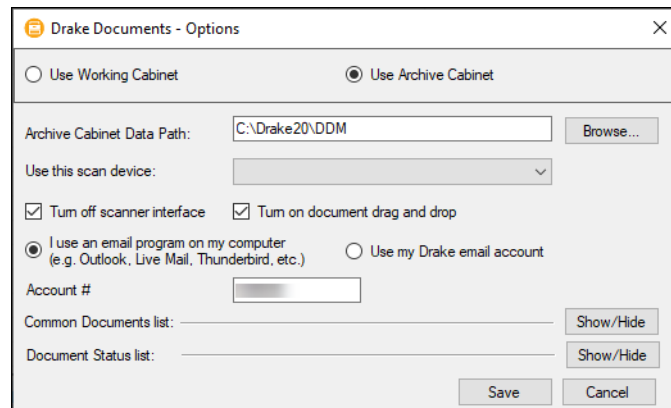 Drake Documents - Options
Use Working Cabinet
Use Archive Cabinet
Archive Cabinet Data Path:
C:\Drake20\DDM
Browse...
Use this scan device:
Turn off scanner interface
Turn on document drag and drop
I use an email program on my computer
(e.g. Outlook, Live Mail, Thunderbird, etc.)
Use my Drake email account
Account #
Common Documents list:
Show/Hide
Document Status list:
Show/Hide
Save
Cancel